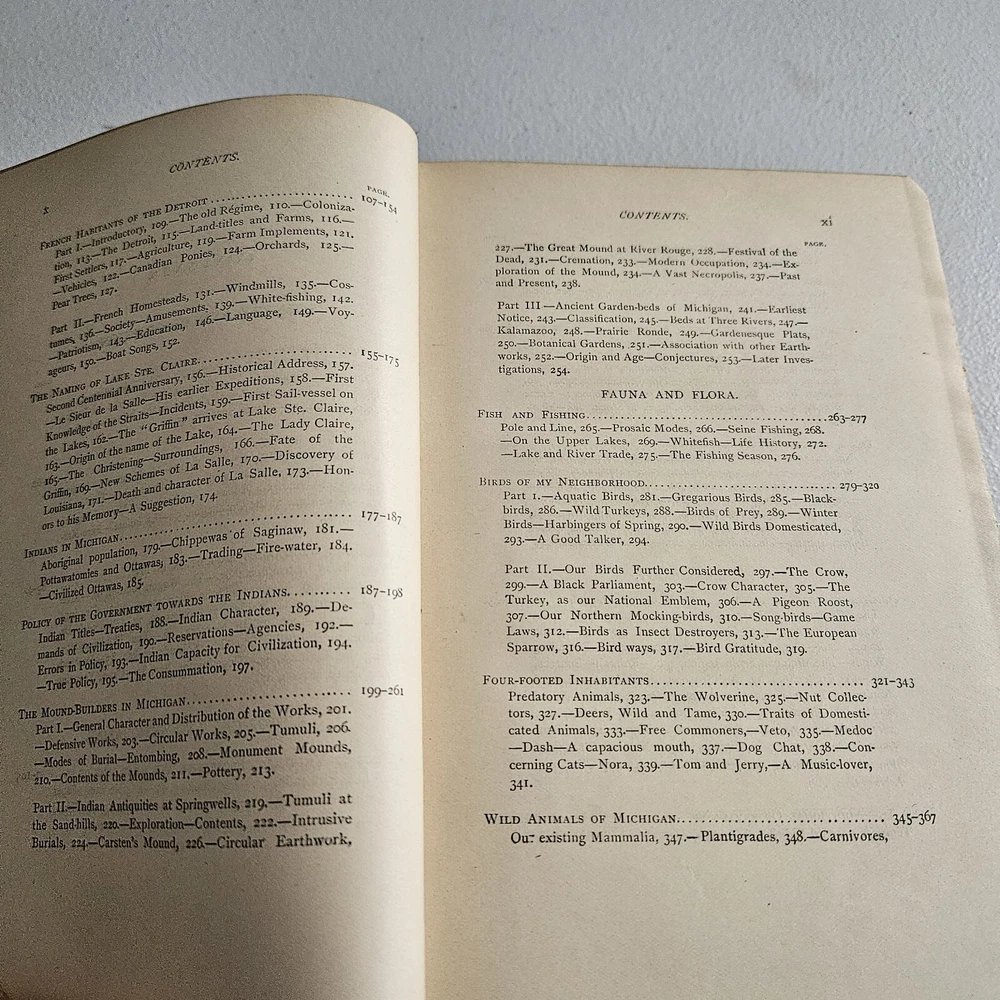 CONTENTS.
x
PAGE.
FRENCH HABITANTS OF THE DETROIT .................... 107-154
Part I.—Introductory, 109.—The old Régime, 110.—Coloniza-
tion, 113.—The Detroit, 115.—Land-titles and Farms, 116.—
First Settlers, 117.—Agriculture, 119.—Farm Implements, 121.
—Vehicles, 122.—Canadian Ponies, 124.—Orchards, 125.—
Pear Trees, 127.
Part II.—French Homesteads, 131.—Windmills, 135.—Cos-
tumes, 136.—Society—Amusements, 139.—White-fishing, 142.
—Patriotism, 143.—Education, 146.—Language, 149.—Voy-
ageurs, 150.—Boat Songs, 152.
THE NAMING OF LAKE STE. CLAIRE........................ 155-175
Second Centennial Anniversary, 156.—Historical Address, 157.
—Le Sieur de la Salle—His earlier Expeditions, 158.—First
Knowledge of the Straits—Incidents, 159.—First Sail-vessel on
the Lakes, 162.—The "Griffin" arrives at Lake Ste. Claire,
163.—Origin of the name of the Lake, 164.—The Lady Claire,
165.—The Christening—Surroundings, 166.—Fate of the
Griffin, 169.—New Schemes of La Salle, 170.—Discovery of
Louisiana, 171.—Death and character of La Salle, 173.—Hon-
ors to his Memory—A Suggestion, 174.
INDIANS IN MICHIGAN.................................... 177-187
Aboriginal population, 179.—Chippewas of Saginaw, 181.—
Pottawatomies and Ottawas, 183.—Trading—Fire-water, 184.
—Civilized Ottawas, 185.
POLICY OF THE GOVERNMENT TOWARDS THE INDIANS.......... 187-198
Indian Titles—Treaties, 188.—Indian Character, 189.—De-
mands of Civilization, 190.—Reservations—Agencies, 192.—
Errors in Policy, 193.—Indian Capacity for Civilization, 194.
—True Policy, 195.—The Consummation, 197.
THE MOUND-BUILDERS IN MICHIGAN........................ 199-261
Part I.—General Character and Distribution of the Works, 201.
—Defensive Works, 203.—Circular Works, 205.—Tumuli, 206.
—Modes of Burial—Entombing, 208.—Monument Mounds,
210.—Contents of the Mounds, 211.—Pottery, 213.
Part II.—Indian Antiquities at Springwells, 219.—Tumuli at
the Sand-hills, 220.—Exploration—Contents, 222.—Intrusive
Burials, 224.—Carsten's Mound, 226.—Circular Earthwork,
CONTENTS.
xi
PAGE.
227.—The Great Mound at River Rouge, 228.—Festival of the
Dead, 231.—Cremation, 233.—Modern Occupation, 234.—Ex-
ploration of the Mound, 234.—A Vast Necropolis, 237.—Past
and Present, 238.
Part III.—Ancient Garden-beds of Michigan, 241.—Earliest
Notice, 243.—Classification, 245.—Beds at Three Rivers, 247.—
Kalamazoo, 248.—Prairie Ronde, 249.—Gardenesque Plats,
250.—Botanical Gardens, 251.—Association with other Earth-
works, 252.—Origin and Age—Conjectures, 253.—Later Inves-
tigations, 254.
FAUNA AND FLORA.
FISH AND FISHING........................................ 263-277
Pole and Line, 265.—Prosaic Modes, 266.—Seine Fishing, 268.
—On the Upper Lakes, 269.—Whitefish—Life History, 272.
—Lake and River Trade, 275.—The Fishing Season, 276.
BIRDS OF MY NEIGHBORHOOD............................... 279-320
Part I.—Aquatic Birds, 281.—Gregarious Birds, 285.—Black-
birds, 286.—Wild Turkeys, 288.—Birds of Prey, 289.—Winter
Birds—Harbingers of Spring, 290.—Wild Birds Domesticated,
293.—A Good Talker, 294.
Part II.—Our Birds Further Considered, 297.—The Crow,
299.—A Black Parliament, 303.—Crow Character, 305.—The
Turkey, as our National Emblem, 306.—A Pigeon Roost,
307.—Our Northern Mocking-birds, 310.—Song-birds—Game
Laws, 312.—Birds as Insect Destroyers, 313.—The European
Sparrow, 316.—Bird ways, 317.—Bird Gratitude, 319.
FOUR-FOOTED INHABITANTS................................ 321-343
Predatory Animals, 323.—The Wolverine, 325.—Nut Collec-
tors, 327.—Deers, Wild and Tame, 330.—Traits of Domesti-
cated Animals, 333.—Free Commoners,—Veto, 335.—Medoc
—Dash—A capacious mouth, 337.—Dog Chat, 338.—Con-
cerning Cats—Nora, 339.—Tom and Jerry,—A Music-lover,
341.
WILD ANIMALS OF MICHIGAN............................... 345-367
Our existing Mammalia, 347.—Plantigrades, 348.—Carnivores,